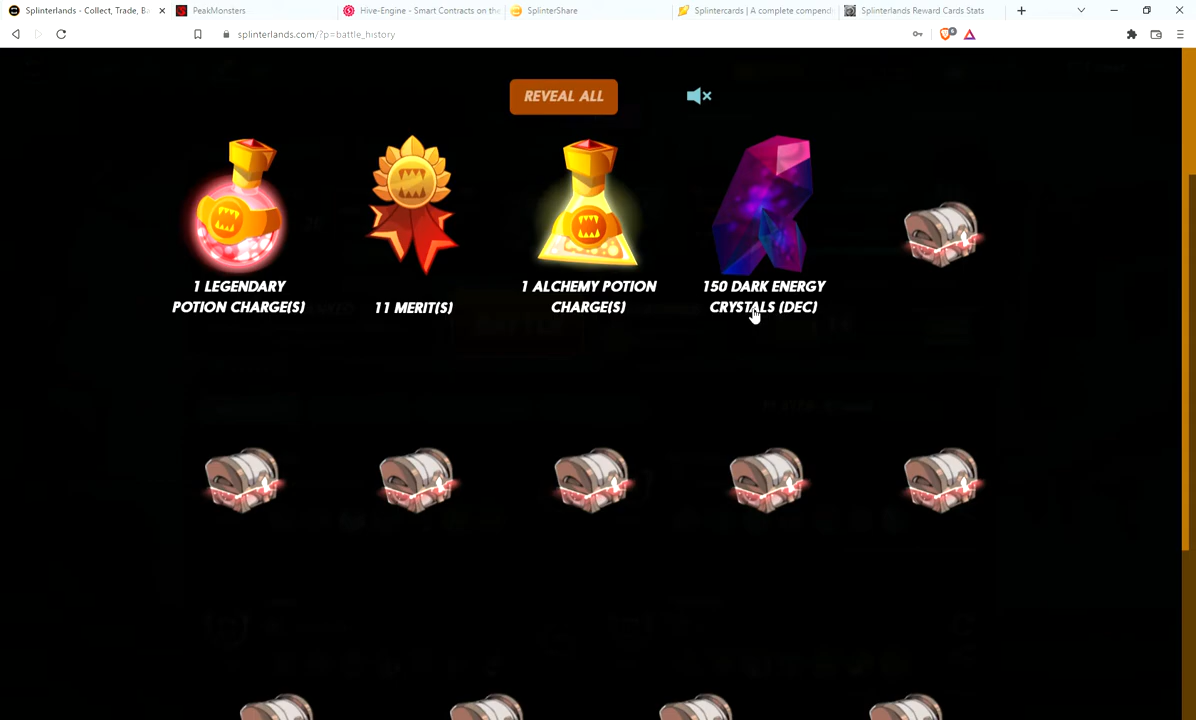 Splinterlands - Collect, Trade, Ba
PeakMonsters
Hive-Engine - Smart Contracts on the
SplinterShare
Splintercards | A complete compend
Splinterlands Reward Cards Stats
splinterlands.com/?p=battle_history
6
REVEAL ALL
1 LEGENDARY
POTION CHARGE(S)
11 MERIT(S)
1 ALCHEMY POTION
CHARGE(S)
150 DARK ENERGY
CRYSTALS (DEC)